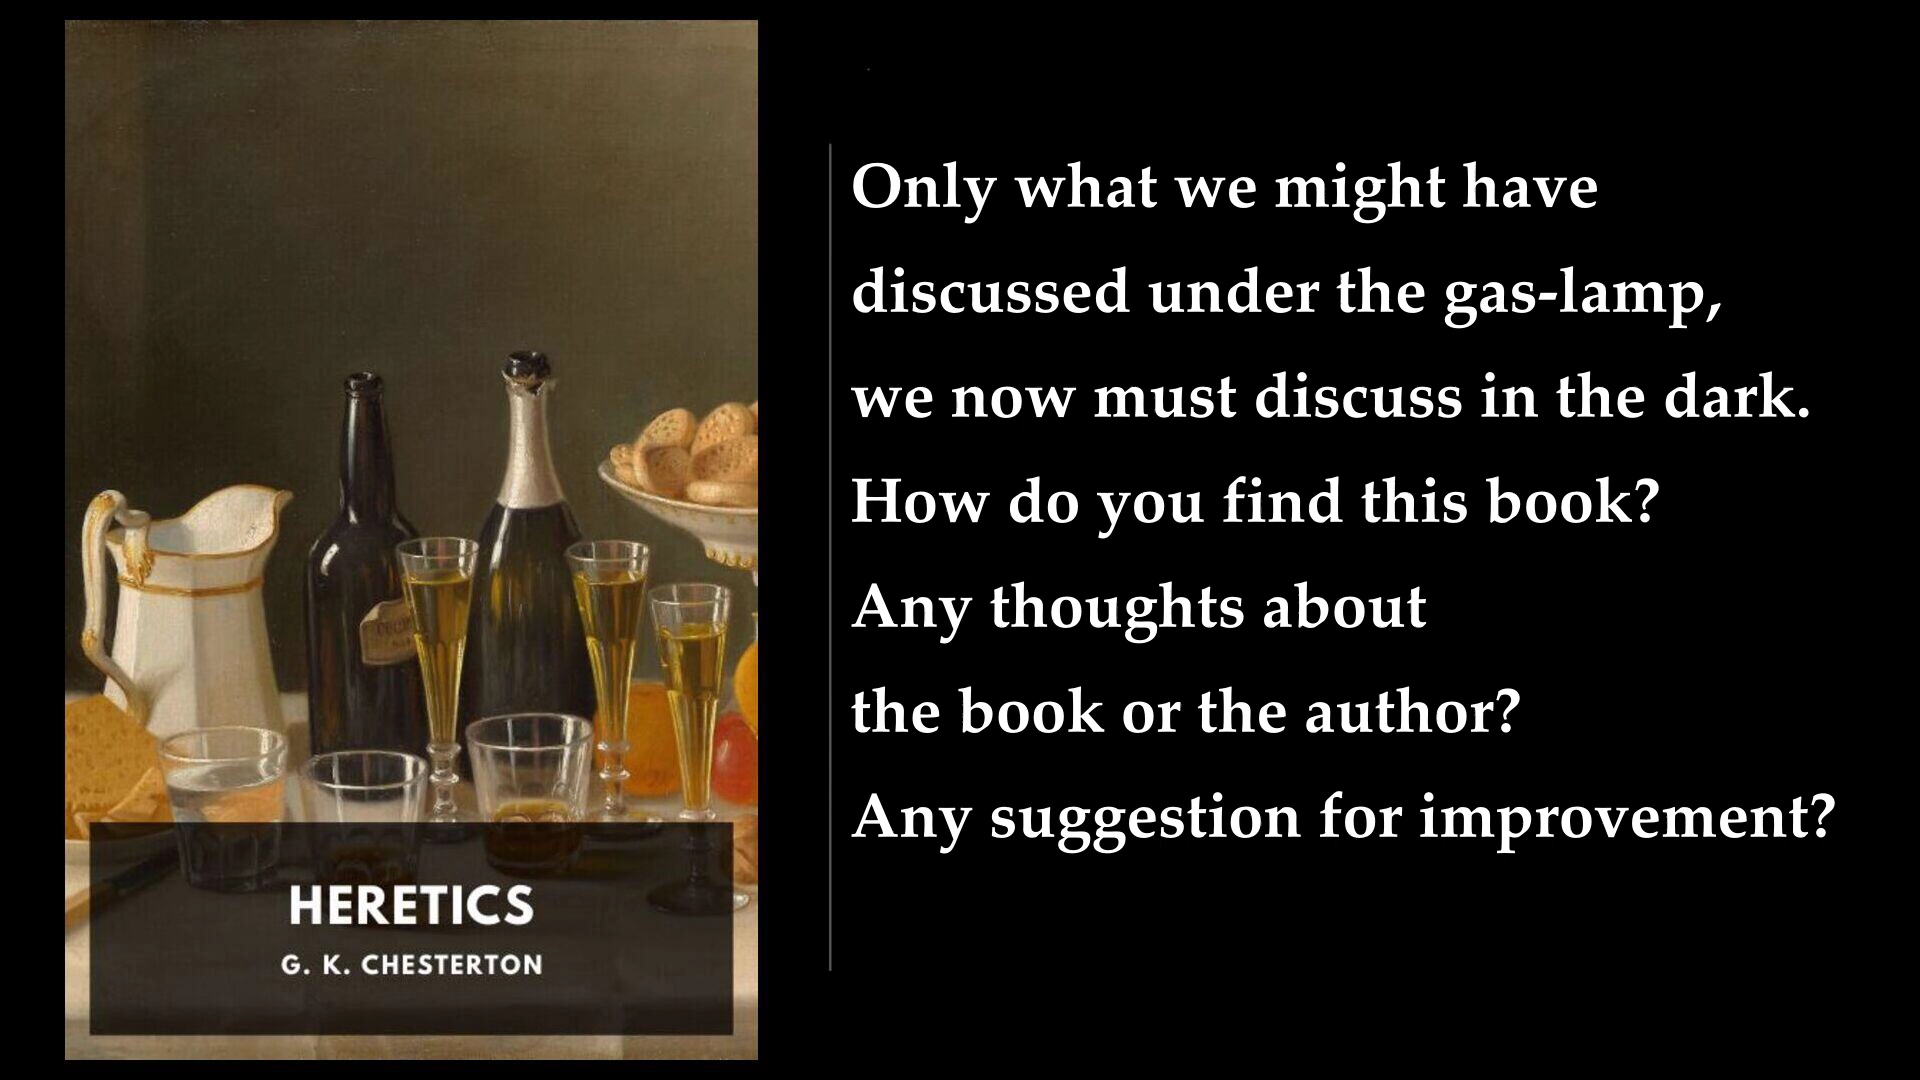 Only what we might have
discussed under the gas-lamp,
we now must discuss in the dark.
How do you find this book?
Any thoughts about
the book or the author?
Any suggestion for improvement?
HERETICS
G. K. CHESTERTON